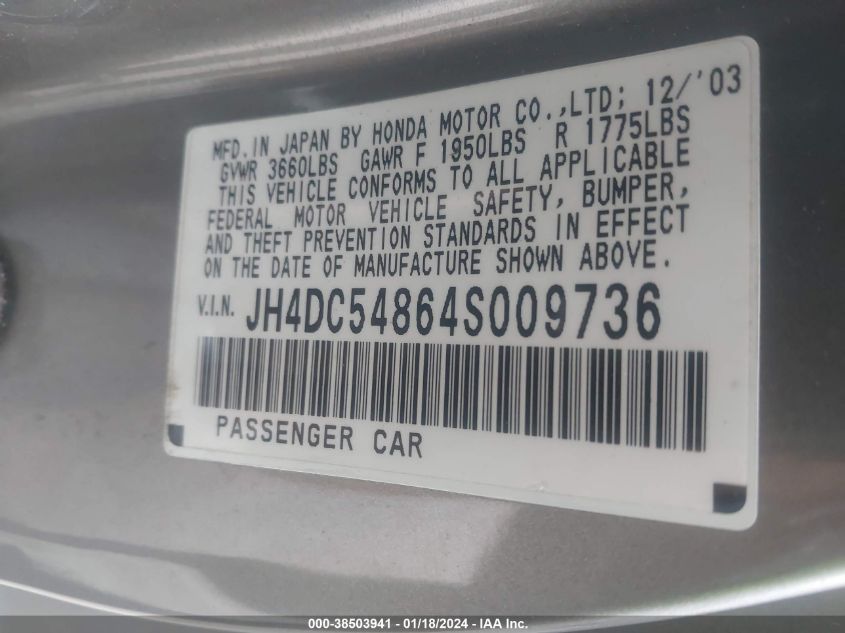 MFD. IN JAPAN BY HONDA MOTOR CO.,LTD; 12/'03
GVWR 3660LBS GAWR F 1950LBS R 1775LBS
THIS VEHICLE CONFORMS TO ALL APPLICABLE
FEDERAL MOTOR VEHICLE SAFETY, BUMPER,
AND THEFT PREVENTION STANDARDS IN EFFECT
ON THE DATE OF MANUFACTURE SHOWN ABOVE.
V.I.N. JH4DC54864S009736
PASSENGER CAR
000-38503941 - 01/18/2024 - IAA Inc.